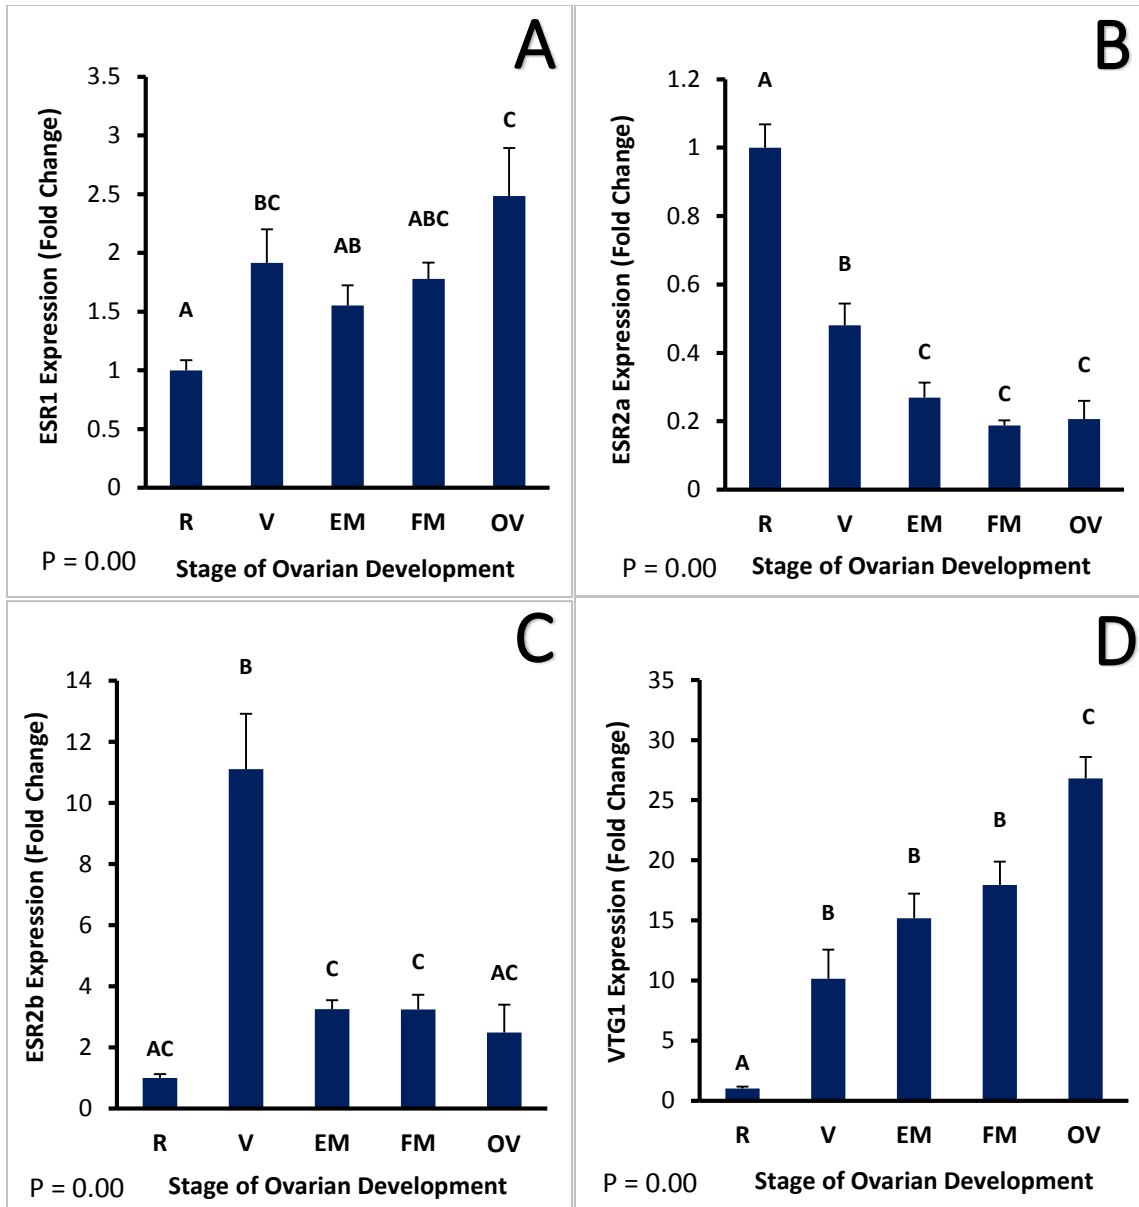 A
ESR1 Expression (Fold Change)
3.5
3
2.5
2
1.5
1
0.5
0
A
BC
AB
ABC
C
R V EM FM OV
P = 0.00
Stage of Ovarian Development
B
ESR2a Expression (Fold Change)
1.2
1
0.8
0.6
0.4
0.2
0
A
B
C
C
C
R V EM FM OV
P = 0.00
Stage of Ovarian Development
C
ESR2b Expression (Fold Change)
14
12
10
8
6
4
2
0
AC
B
C
C
AC
R V EM FM OV
P = 0.00
Stage of Ovarian Development
D
VTG1 Expression (Fold Change)
35
30
25
20
15
10
5
0
A
B
B
B
C
R V EM FM OV
P = 0.00
Stage of Ovarian Development